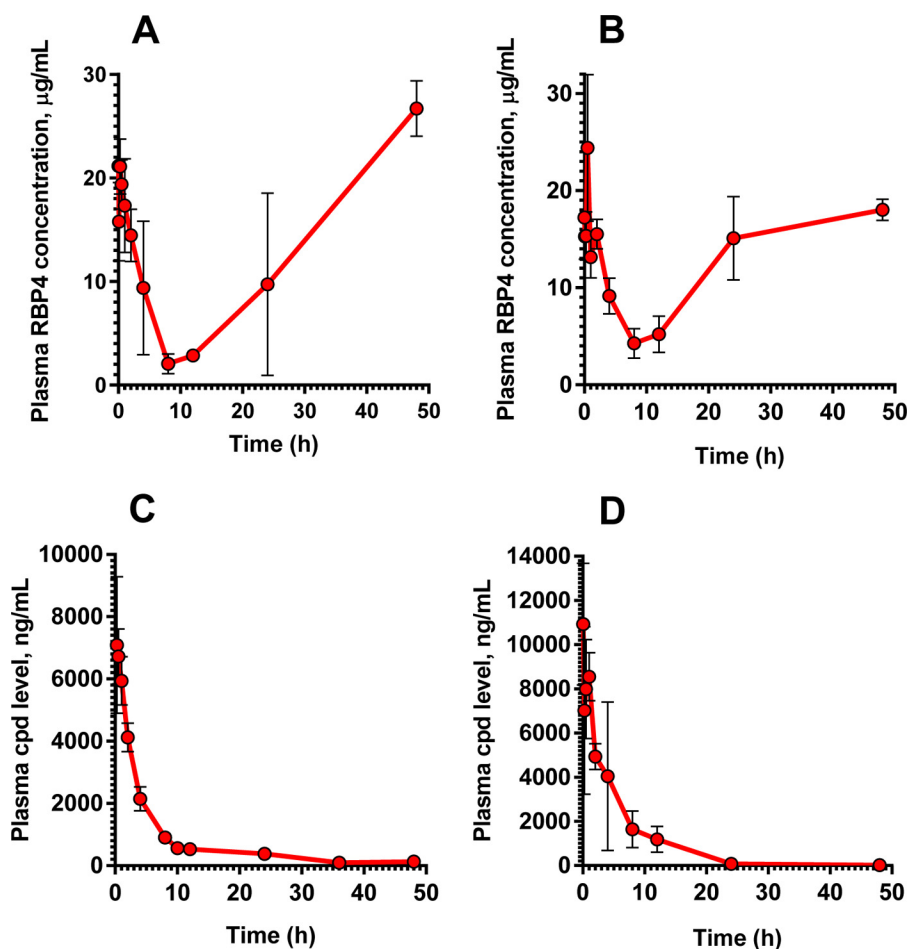 A
Plasma RBP4 concentration, μg/mL
30
20
10
0
0 10 20 30 40 50
Time (h)
B
Plasma RBP4 concentration, μg/mL
30
20
10
0
0 10 20 30 40 50
Time (h)
C
Plasma cpd level, ng/mL
10000
8000
6000
4000
2000
0
0 10 20 30 40 50
Time (h)
D
Plasma cpd level, ng/mL
14000
12000
10000
8000
6000
4000
2000
0
0 10 20 30 40 50
Time (h)